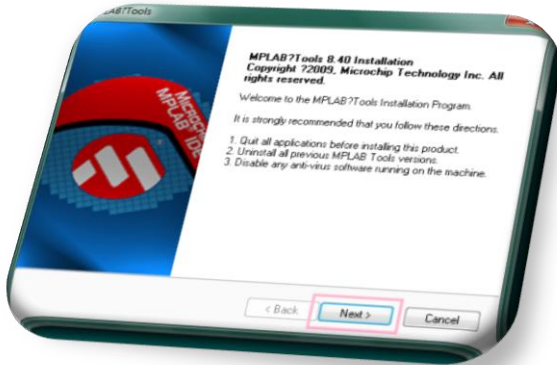 LAB?Tools
MPLAB?Tools 8.40 Installation
Copyright ?2009, Microchip Technology Inc. All
rights reserved.
Welcome to the MPLAB?Tools Installation Program.
It is strongly recommended that you follow these directions.
1. Quit all applications before installing this product.
2. Uninstall all previous MPLAB Tools versions.
3. Disable any anti-virus software running on the machine.
MICROCHIP
MPLAB IDE
< Back
Next >
Cancel